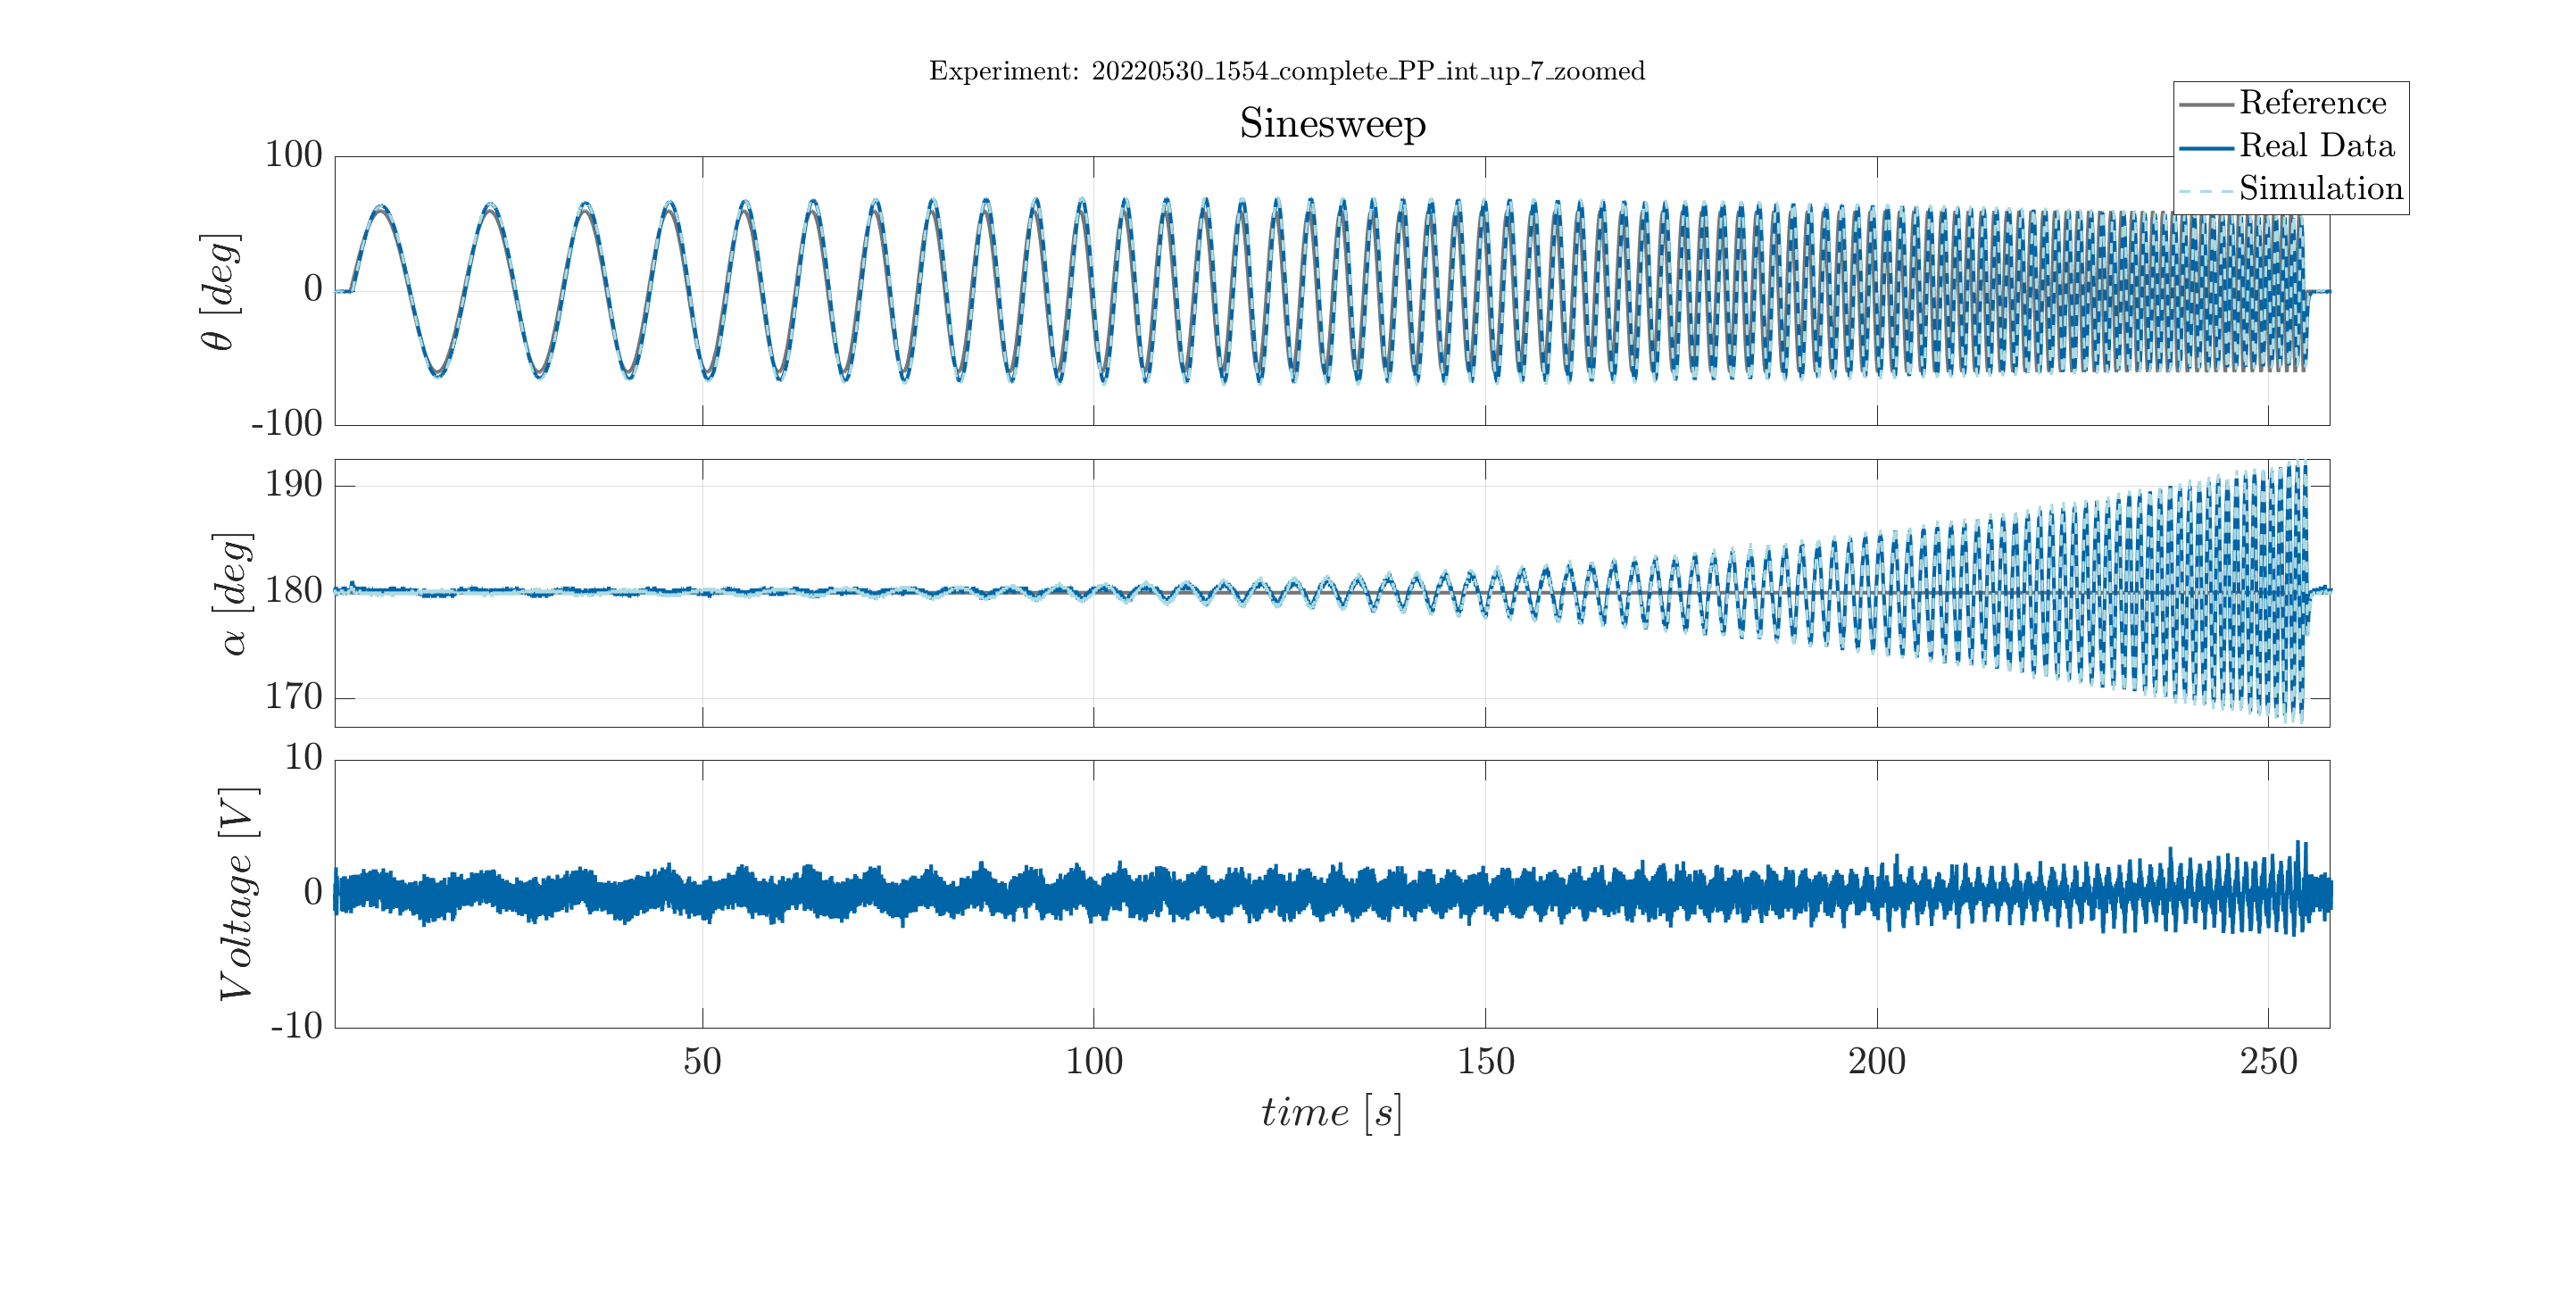 Experiment: 20220530_1554_complete_PP_int_up_7_zoomed
Sinesweep
Reference
Real Data
Simulation
100
0
-100
θ [deg]
190
180
170
α [deg]
10
0
-10
Voltage [V]
50 100 150 200 250
time [s]